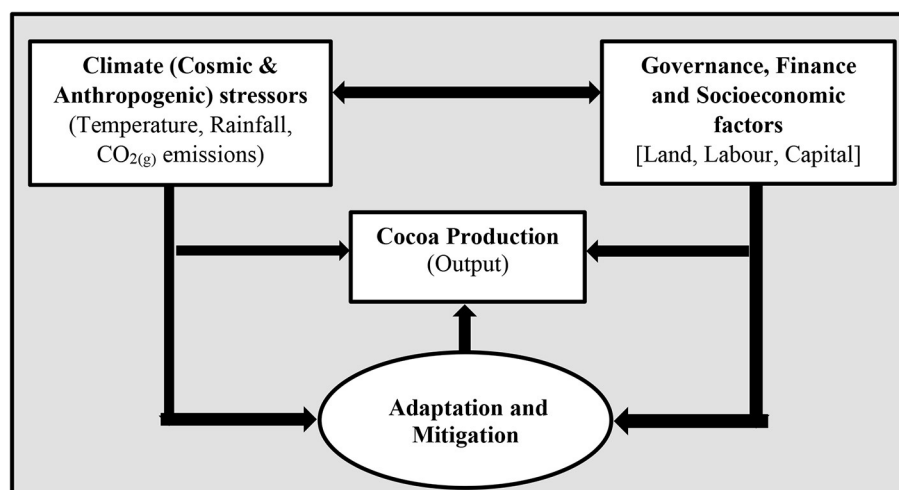 Climate (Cosmic &
Anthropogenic) stressors
(Temperature, Rainfall,
CO2(g) emissions)
Governance, Finance
and Socioeconomic
factors
[Land, Labour, Capital]
Cocoa Production
(Output)
Adaptation and
Mitigation